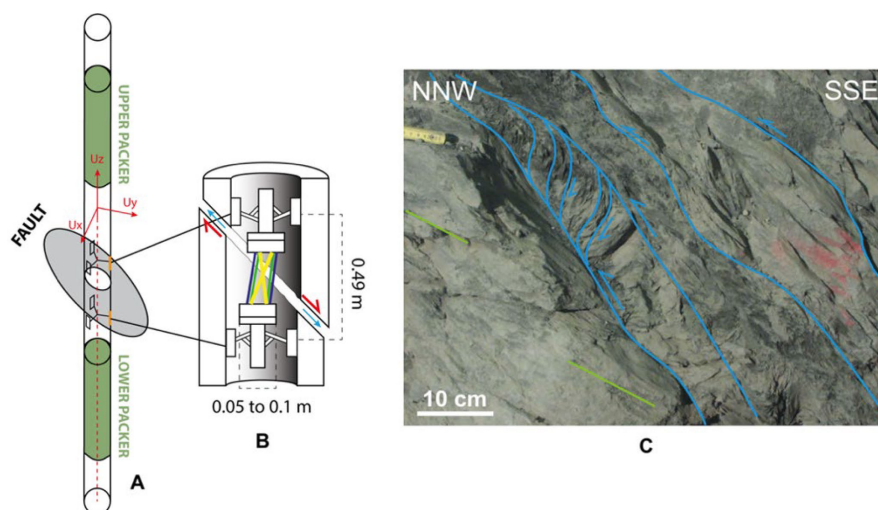 UPPER PACKER
Uz
Uy
Ux
FAULT
LOWER PACKER
A
0.49 m
0.05 to 0.1 m
B
NNW
SSE
10 cm
C